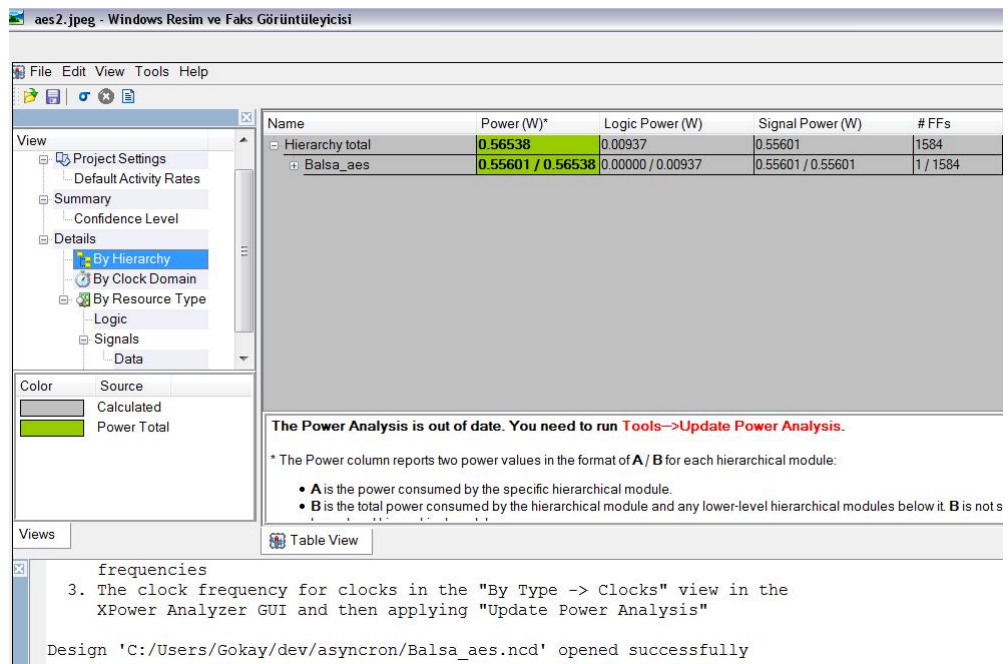 aes2.jpeg - Windows Resim ve Faks Görüntüleyicisi
File Edit View Tools Help
View
Project Settings
Default Activity Rates
Summary
Confidence Level
Details
By Hierarchy
By Clock Domain
By Resource Type
Logic
Signals
Data
Name Power (W)* Logic Power (W) Signal Power (W) # FFs
Hierarchy total 0.56538 0.00937 0.55601 1584
Balsa_aes 0.55601 / 0.56538 0.00000 / 0.00937 0.55601 / 0.55601 1 / 1584
Color Source
Calculated
Power Total
Views
The Power Analysis is out of date. You need to run Tools–>Update Power Analysis.
* The Power column reports two power values in the format of A / B for each hierarchical module:
• A is the power consumed by the specific hierarchical module.
• B is the total power consumed by the hierarchical module and any lower-level hierarchical modules below it. B is not s
Table View
frequencies
3. The clock frequency for clocks in the "By Type -> Clocks" view in the
XPower Analyzer GUI and then applying "Update Power Analysis"
Design 'C:/Users/Gokay/dev/asyncron/Balsa_aes.ncd' opened successfully